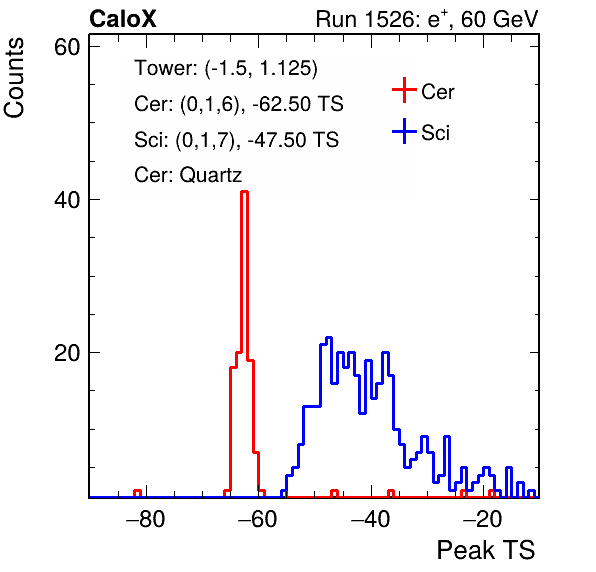 CaloX Run 1526: e⁺, 60 GeV
Counts
60
40
20
Tower: (-1.5, 1.125)
Cer: (0,1,6), -62.50 TS
Sci: (0,1,7), -47.50 TS
Cer: Quartz
Cer
Sci
−80 −60 −40 −20
Peak TS